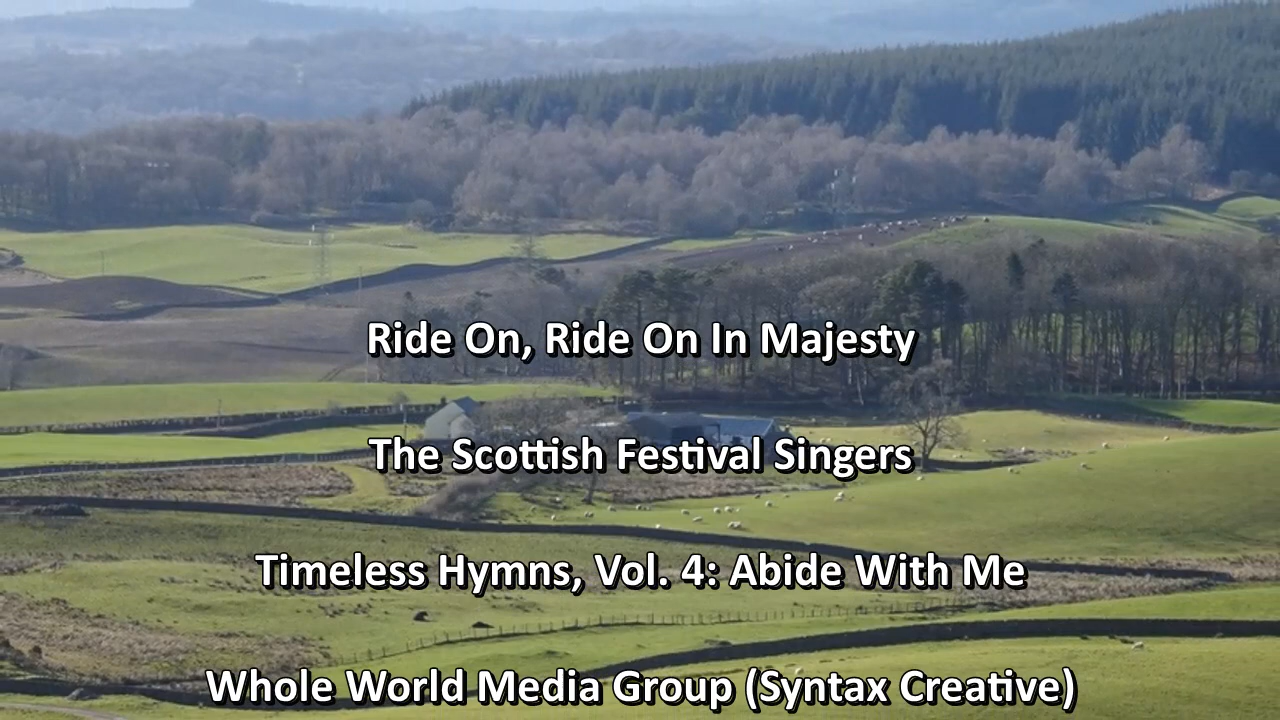 Ride On, Ride On In Majesty
The Scottish Festival Singers
Timeless Hymns, Vol. 4: Abide With Me
Whole World Media Group (Syntax Creative)